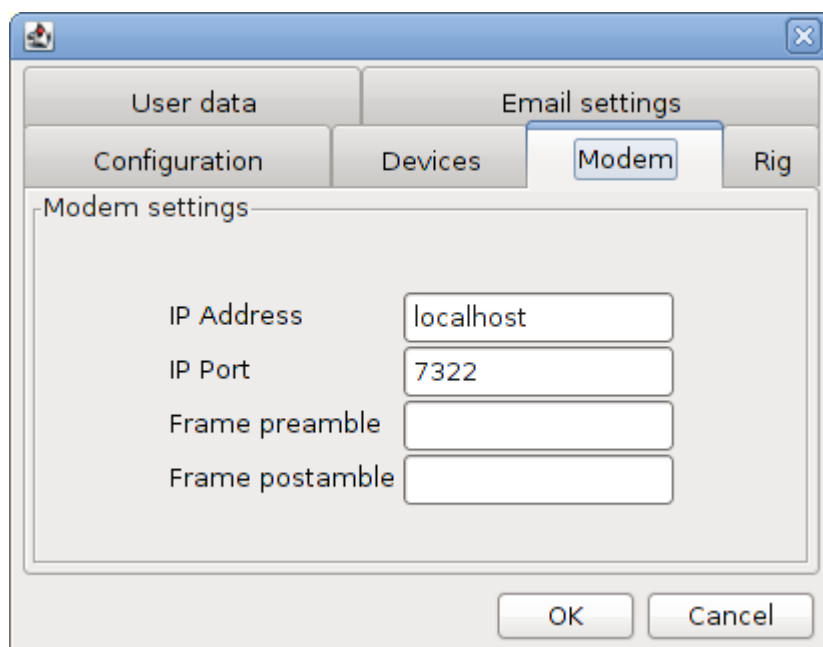 User data Email settings
Configuration Devices Modem Rig
Modem settings
IP Address localhost
IP Port 7322
Frame preamble
Frame postamble
OK Cancel